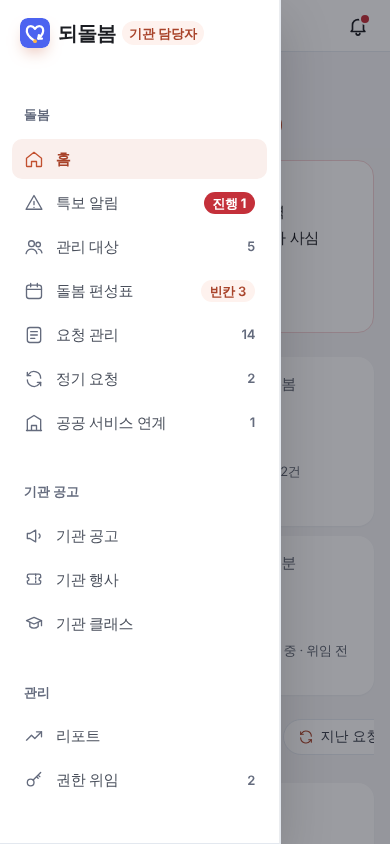 되돌봄 기관 담당자
돌봄
홈
특보 알림 진행 1
관리 대상 5
돌봄 편성표 빈칸 3
요청 관리 14
정기 요청 2
공공 서비스 연계 1
기관 공고
기관 공고
기관 행사
기관 클래스
관리
리포트
권한 위임 2
사심
봄
2건
분
중 · 위임 전
지난 요청